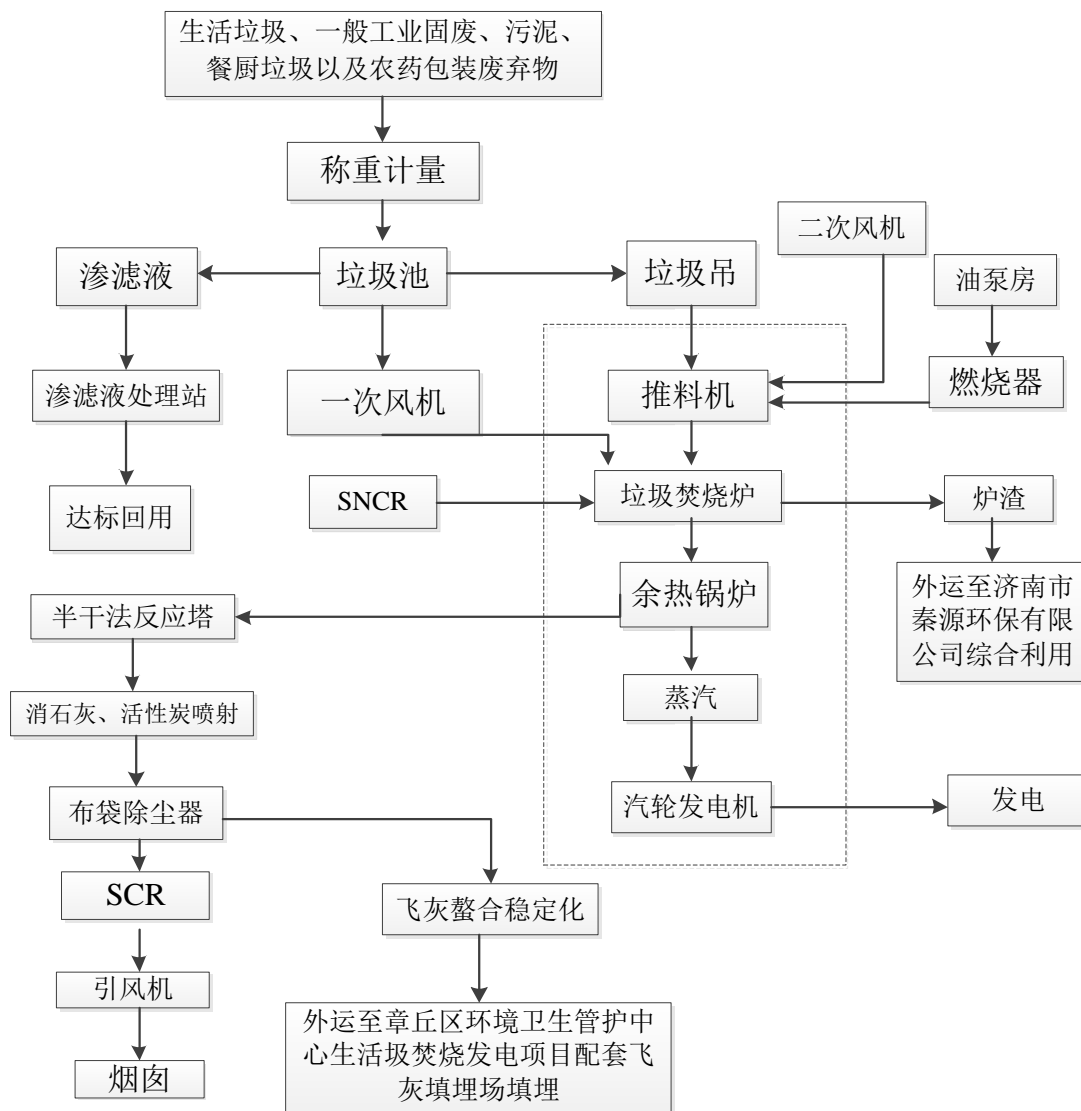 生活垃圾、一般工业固废、污泥、
餐厨垃圾以及农药包装废弃物
称重计量
二次风机
渗滤液
垃圾池
垃圾吊
油泵房
渗滤液处理站
一次风机
推料机
燃烧器
达标回用
SNCR
垃圾焚烧炉
炉渣
半干法反应塔
余热锅炉
外运至济南市
秦源环保有限
公司综合利用
消石灰、活性炭喷射
蒸汽
布袋除尘器
汽轮发电机
发电
SCR
飞灰螯合稳定化
引风机
外运至章丘区环境卫生管护中
心生活圾焚烧发电项目配套飞
灰填埋场填埋
烟囱